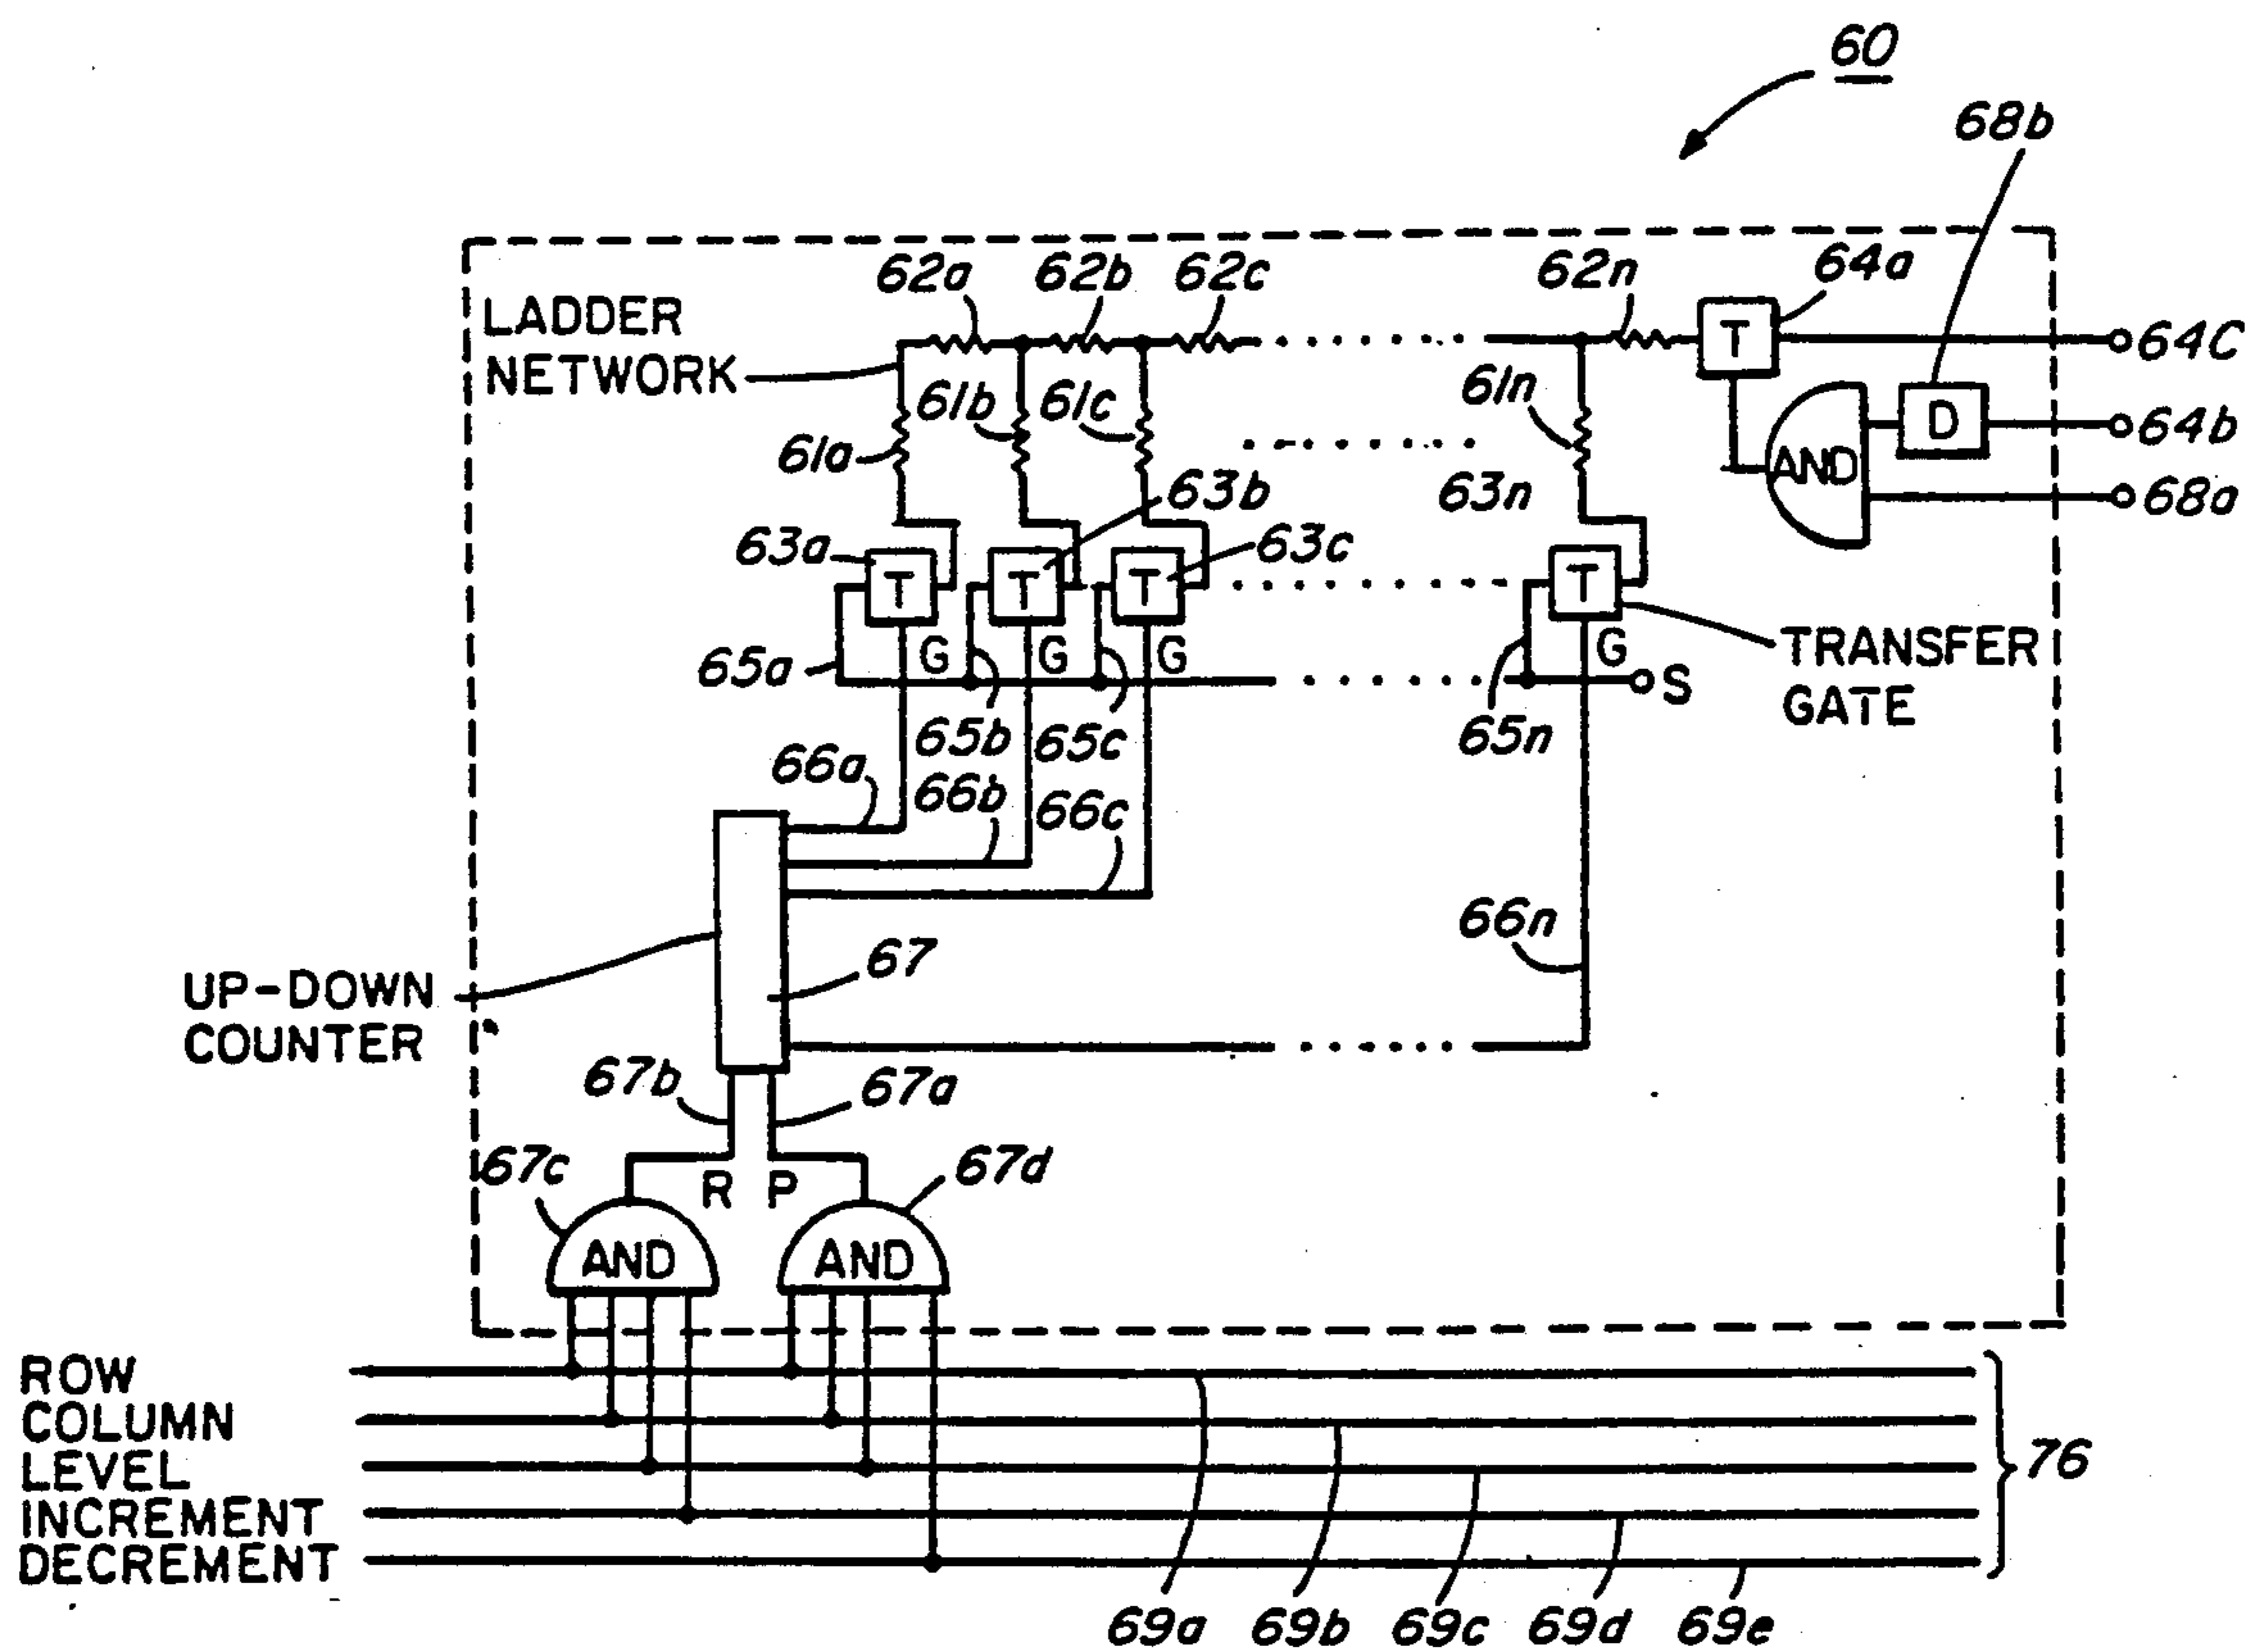 60
68b
62a 62b 62c 62n 64a
LADDER
NETWORK
T
64C
61a 61b 61c 61n
D
64b
AND
68a
63a 63b 63c 63n
T T T T
G G G G
TRANSFER
GATE
65a 65b 65c 65n
S
66a 66b 66c 66n
67
UP-DOWN
COUNTER
67b 67a
67c R P 67d
AND AND
ROW
COLUMN
LEVEL
INCREMENT
DECREMENT
76
69a 69b 69c 69d 69e